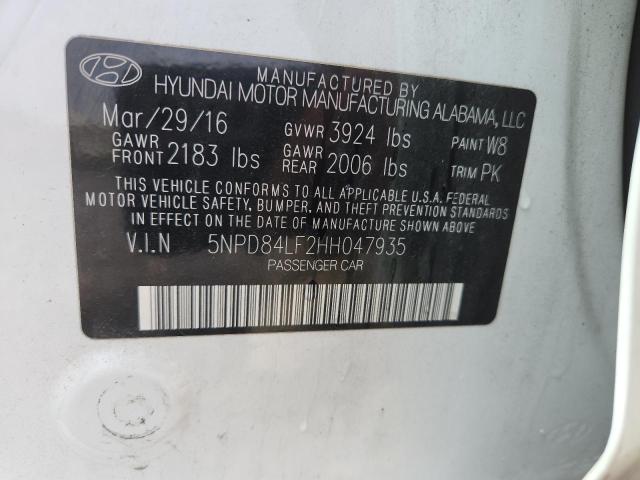 MANUFACTURED BY
HYUNDAI MOTOR MANUFACTURING ALABAMA, LLC
Mar/29/16 GVWR 3924 lbs PAINT W8
GAWR FRONT 2183 lbs GAWR REAR 2006 lbs TRIM PK
THIS VEHICLE CONFORMS TO ALL APPLICABLE U.S.A. FEDERAL
MOTOR VEHICLE SAFETY, BUMPER, AND THEFT PREVENTION STANDARDS
IN EFFECT ON THE DATE OF MANUFACTURE SHOWN ABOVE.
V.I.N 5NPD84LF2HH047935
PASSENGER CAR